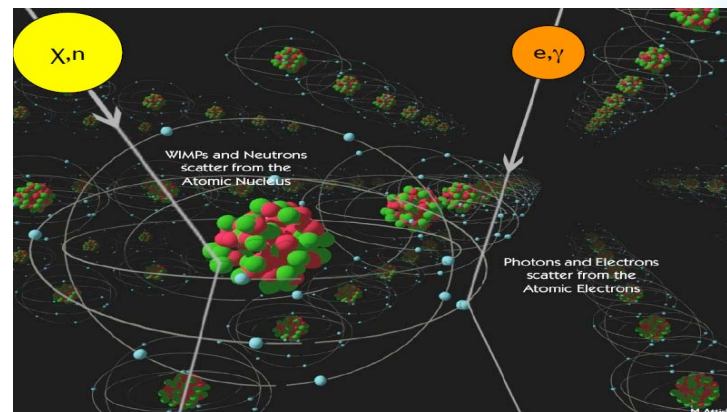 χ,n
e,γ
WIMPs and Neutrons
scatter from the
Atomic Nucleus
Photons and Electrons
scatter from the
Atomic Electrons